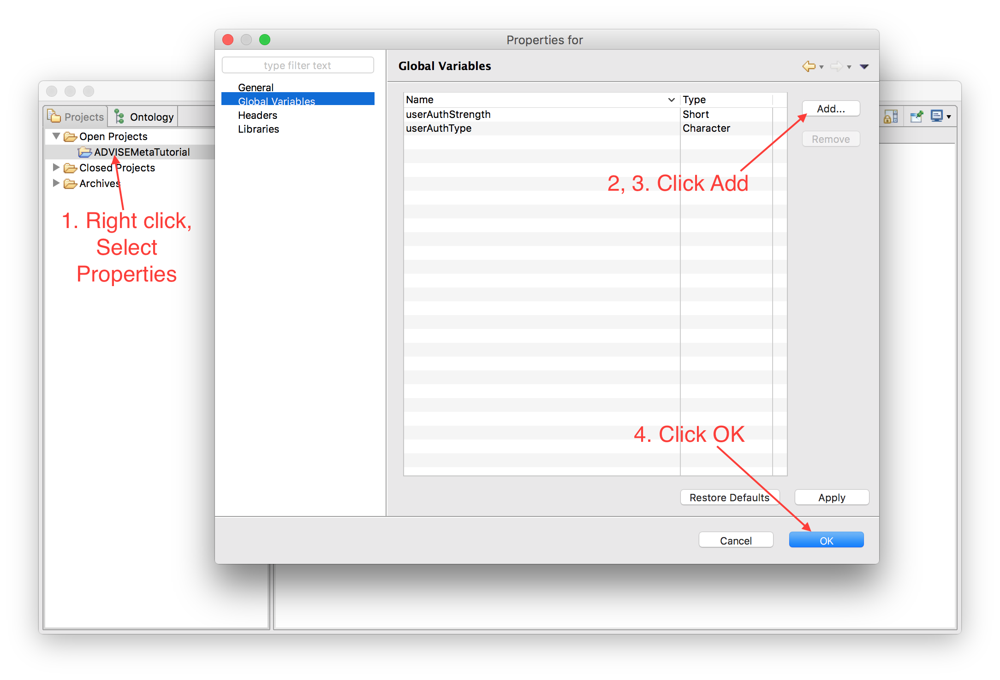 Properties for
type filter text
Global Variables
General
Global Variables
Headers
Libraries
Name Type
userAuthStrength Short
userAuthType Character
Add...
Remove
Projects Ontology
Open Projects
ADVISEMetaTutorial
Closed Projects
Archives
2, 3. Click Add
1. Right click,
Select
Properties
4. Click OK
Restore Defaults Apply
Cancel OK